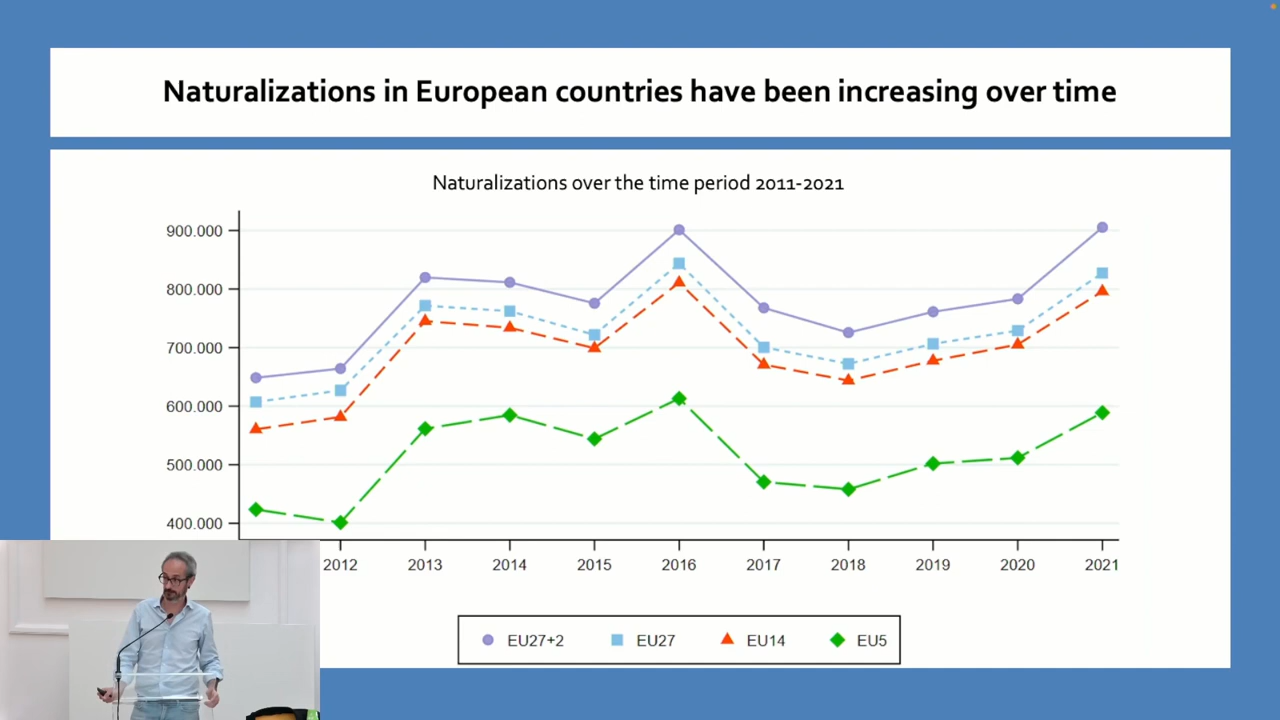 Naturalizations in European countries have been increasing over time
Naturalizations over the time period 2011-2021
900.000
800.000
700.000
600.000
500.000
400.000
2012 2013 2014 2015 2016 2017 2018 2019 2020 2021
EU27+2 EU27 EU14 EU5